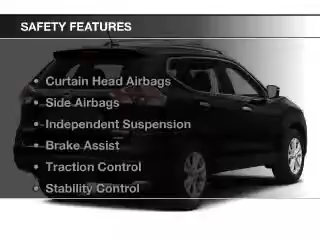 SAFETY FEATURES
• Curtain Head Airbags
• Side Airbags
• Independent Suspension
• Brake Assist
• Traction Control
• Stability Control